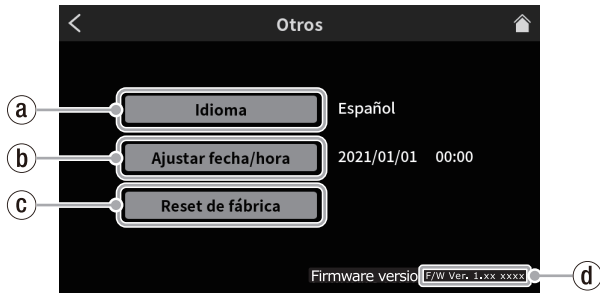 Otros
ⓐ Idioma Español
ⓑ Ajustar fecha/hora 2021/01/01 00:00
ⓒ Reset de fábrica
Firmware versio F/W Ver. 1.xx xxxx ⓓ